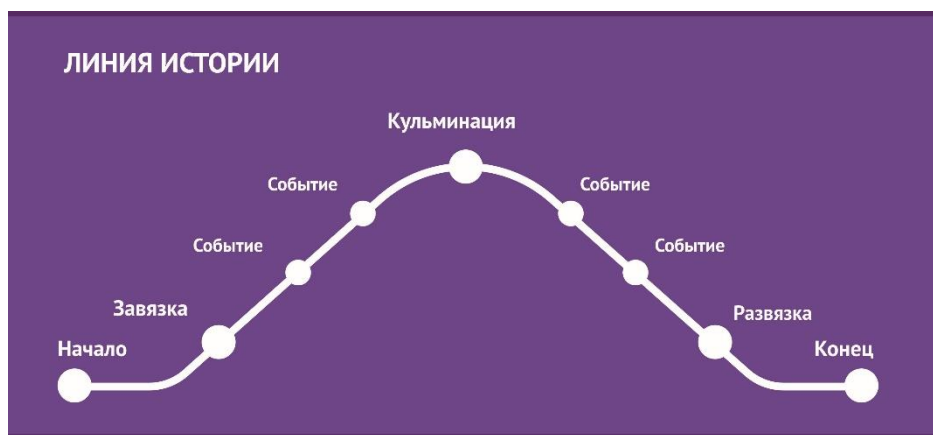 ЛИНИЯ ИСТОРИИ
Кульминация
Событие
Событие
Событие
Событие
Завязка
Развязка
Начало
Конец